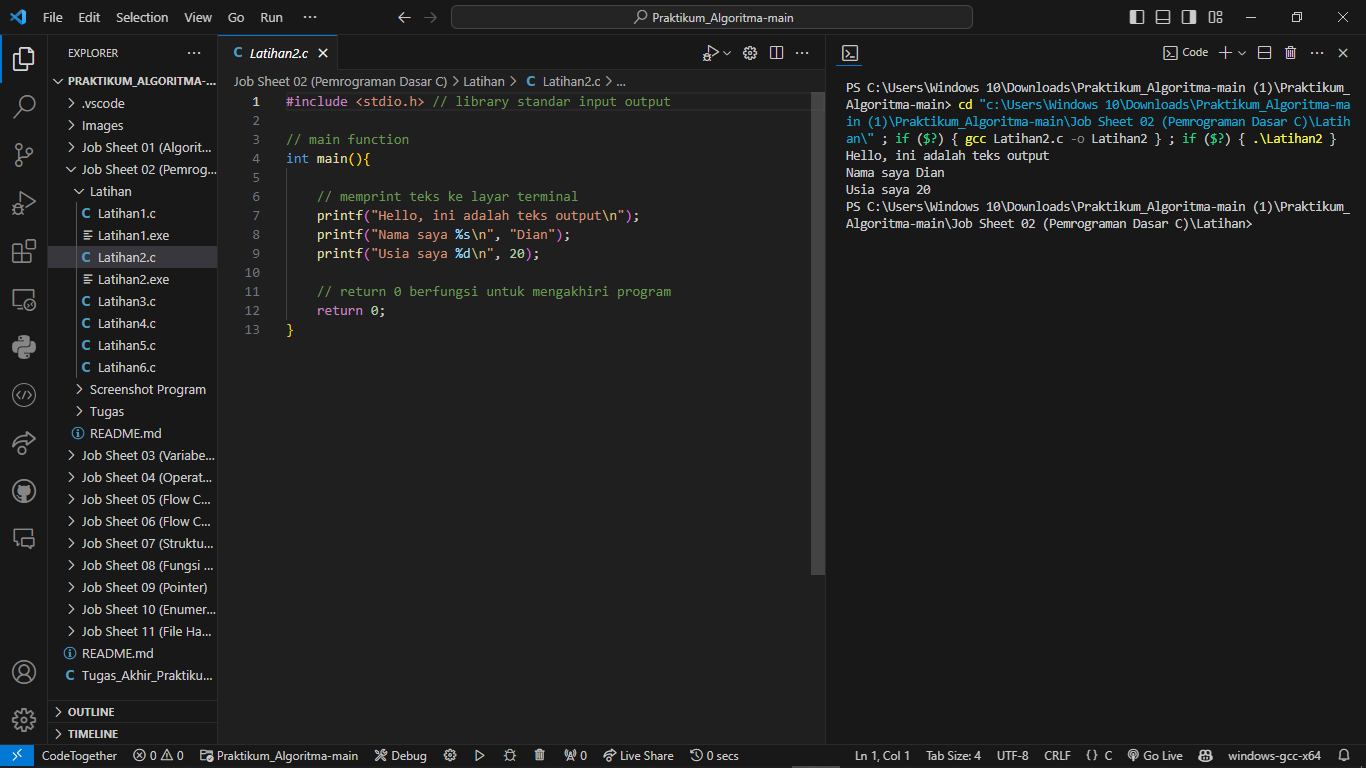 File Edit Selection View Go Run ···
Praktikum_Algoritma-main
EXPLORER
PRAKTIKUM_ALGORITMA-...
.vscode
Images
Job Sheet 01 (Algorit...
Job Sheet 02 (Pemrog...
Latihan
Latihan1.c
Latihan1.exe
Latihan2.c
Latihan2.exe
Latihan3.c
Latihan4.c
Latihan5.c
Latihan6.c
Screenshot Program
Tugas
README.md
Job Sheet 03 (Variabe...
Job Sheet 04 (Operat...
Job Sheet 05 (Flow C...
Job Sheet 06 (Flow C...
Job Sheet 07 (Struktu...
Job Sheet 08 (Fungsi ...
Job Sheet 09 (Pointer)
Job Sheet 10 (Enumer...
Job Sheet 11 (File Ha...
README.md
Tugas_Akhir_Praktiku...
OUTLINE
TIMELINE
C Latihan2.c
Job Sheet 02 (Pemrograman Dasar C) > Latihan > C Latihan2.c > ...
1 #include <stdio.h> // library standar input output
2
3 // main function
4 int main(){
5
6 // memprint teks ke layar terminal
7 printf("Hello, ini adalah teks output\n");
8 printf("Nama saya %s\n", "Dian");
9 printf("Usia saya %d\n", 20);
10
11 // return 0 berfungsi untuk mengakhiri program
12 return 0;
13 }
Code
PS C:\Users\Windows 10\Downloads\Praktikum_Algoritma-main (1)\Praktikum_
Algoritma-main> cd "c:\Users\Windows 10\Downloads\Praktikum_Algoritma-ma
in (1)\Praktikum_Algoritma-main\Job Sheet 02 (Pemrograman Dasar C)\Latih
an\" ; if ($?) { gcc Latihan2.c -o Latihan2 } ; if ($?) { .\Latihan2 }
Hello, ini adalah teks output
Nama saya Dian
Usia saya 20
PS C:\Users\Windows 10\Downloads\Praktikum_Algoritma-main (1)\Praktikum_
Algoritma-main\Job Sheet 02 (Pemrograman Dasar C)\Latihan>
CodeTogether 0 0 Praktikum_Algoritma-main Debug 0 Live Share 0 secs Ln 1, Col 1 Tab Size: 4 UTF-8 CRLF {} C Go Live windows-gcc-x64